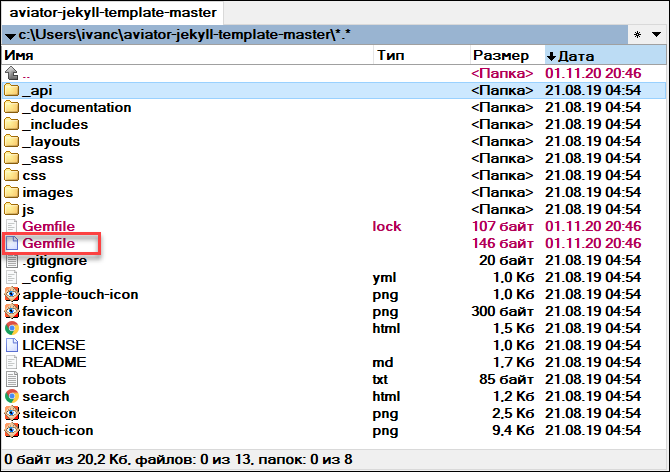 aviator-jekyll-template-master
c:\Users\ivanc\aviator-jekyll-template-master\*.* * 
Имя Тип Размер Дата
.. <Папка> 01.11.20 20:46
_api <Папка> 21.08.19 04:54
_documentation <Папка> 21.08.19 04:54
_includes <Папка> 21.08.19 04:54
_layouts <Папка> 21.08.19 04:54
_sass <Папка> 21.08.19 04:54
css <Папка> 21.08.19 04:54
images <Папка> 21.08.19 04:54
js <Папка> 21.08.19 04:54
Gemfile lock 107 байт 01.11.20 20:46
Gemfile 146 байт 01.11.20 20:46
.gitignore 20 байт 21.08.19 04:54
_config yml 1,0 Кб 21.08.19 04:54
apple-touch-icon png 1,0 Кб 21.08.19 04:54
favicon png 300 байт 21.08.19 04:54
index html 1,5 Кб 21.08.19 04:54
LICENSE 1,0 Кб 21.08.19 04:54
README md 1,7 Кб 21.08.19 04:54
robots txt 85 байт 21.08.19 04:54
search html 1,2 Кб 21.08.19 04:54
siteicon png 2,5 Кб 21.08.19 04:54
touch-icon png 9,4 Кб 21.08.19 04:54
0 байт из 20,2 Кб, файлов: 0 из 13, папок: 0 из 8